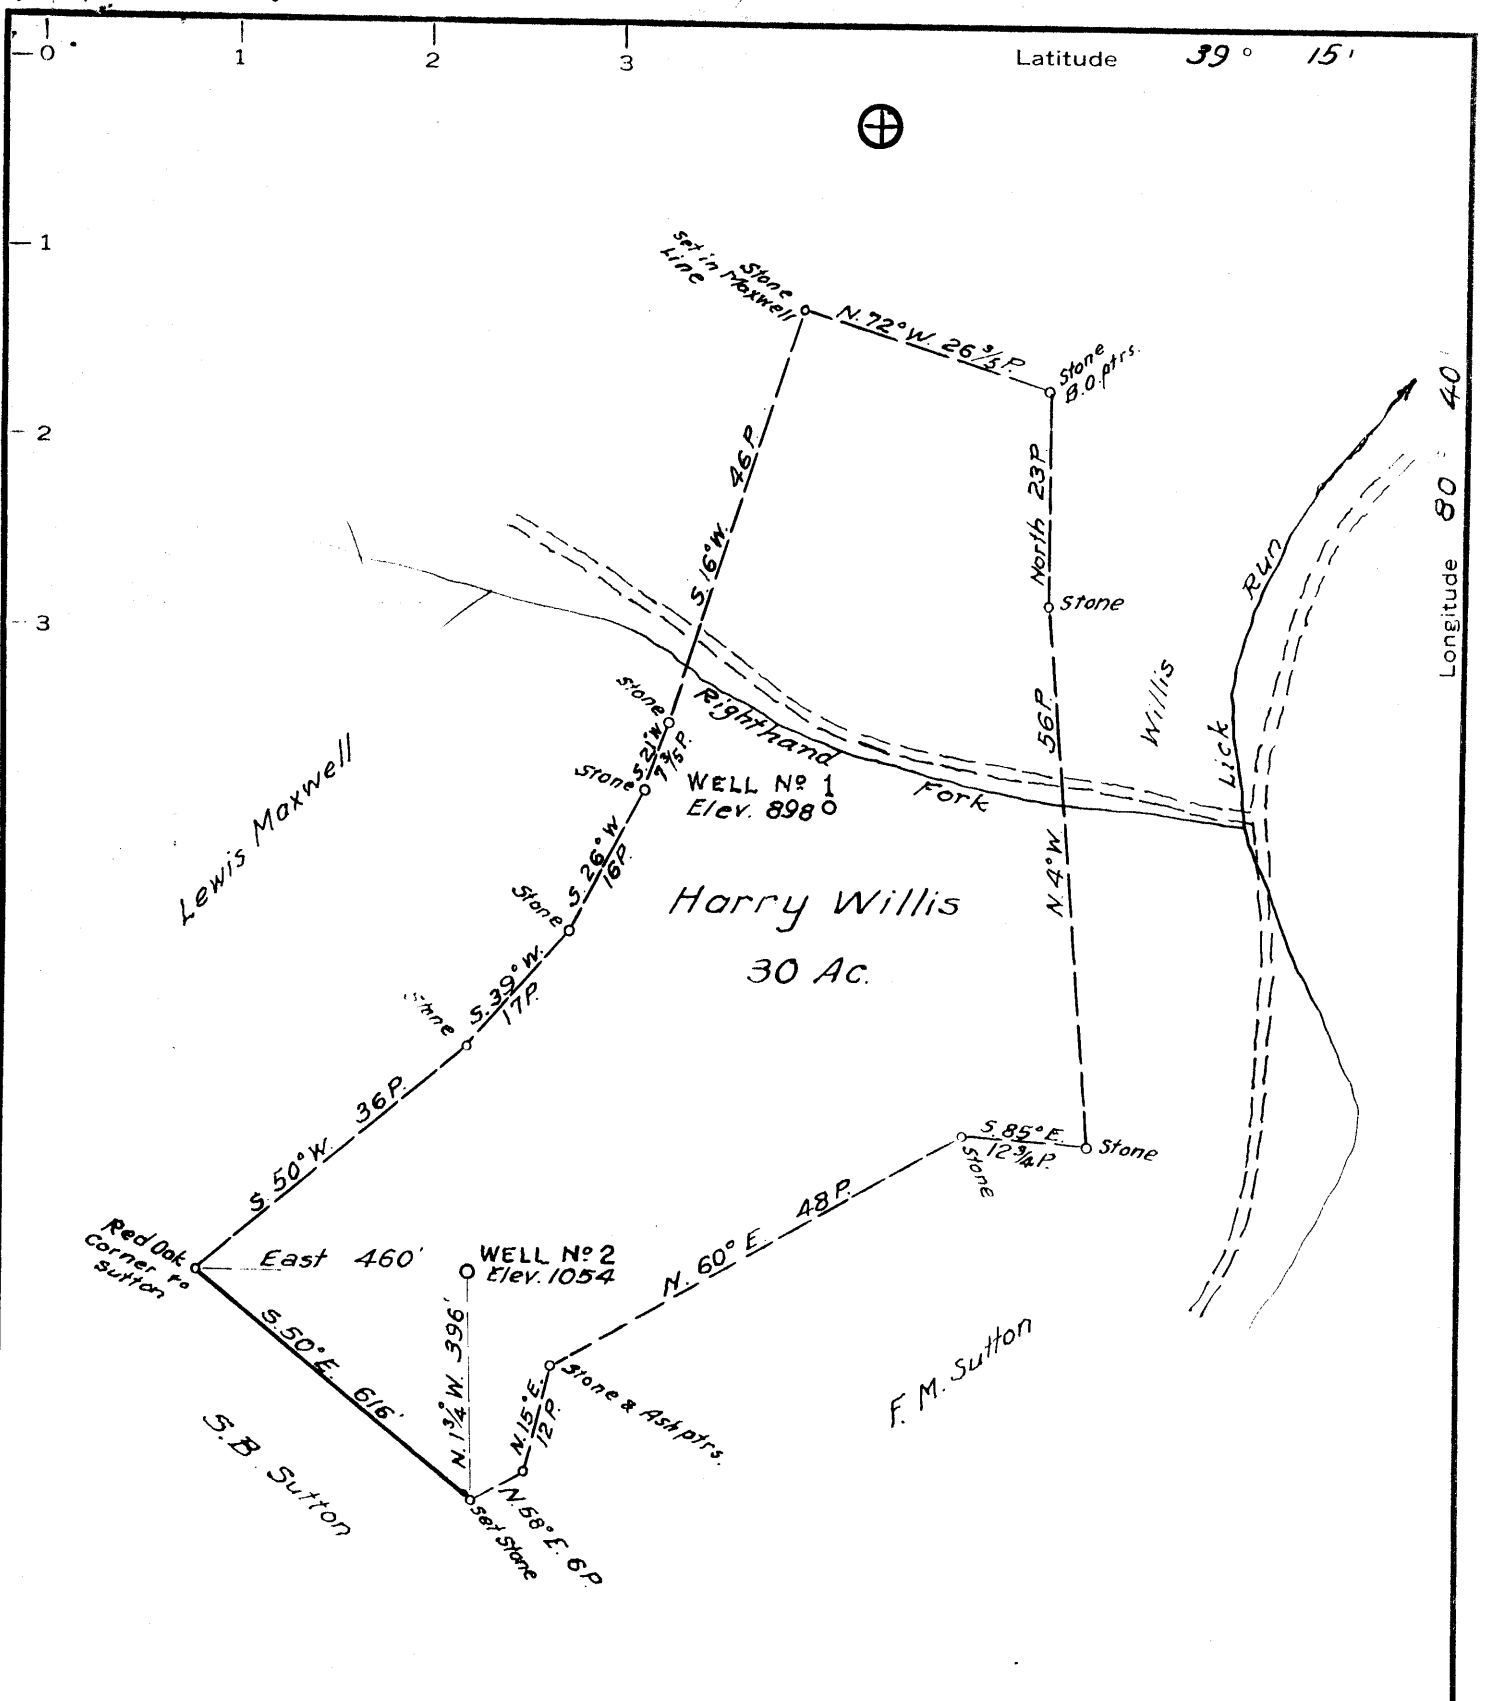 0 1 2 3 Latitude 39° 15'
1
2
3
Longitude 80° 40'
Stone
Set in Maxwell
Line
N. 72° W. 26 3/5 P.
Stone
B.O. ptrs.
S. 16° W. 46 P.
North 23 P.
Stone
Run
Lick
Willis
56 P.
N. 4° W.
Righthand
Fork
Stone
S. 21° W
7 3/5 P.
Stone
WELL No 1
Elev. 898
Lewis Maxwell
S. 26° W
16 P.
Stone
Harry Willis
30 Ac.
S. 39° W.
17 P.
Stone
S. 50° W. 36 P.
S. 85° E.
12 3/4 P.
Stone
Stone
N. 60° E. 48 P.
Red Oak
Corner to
Sutton
East 460'
WELL No 2
Elev. 1054
S. 50° E. 616'
N. 1 3/4° W. 396'
N. 15° E.
12 P.
Stone & Ash ptrs.
F. M. Sutton
S. B. Sutton
Set Stone
N. 58° E. 6 P.